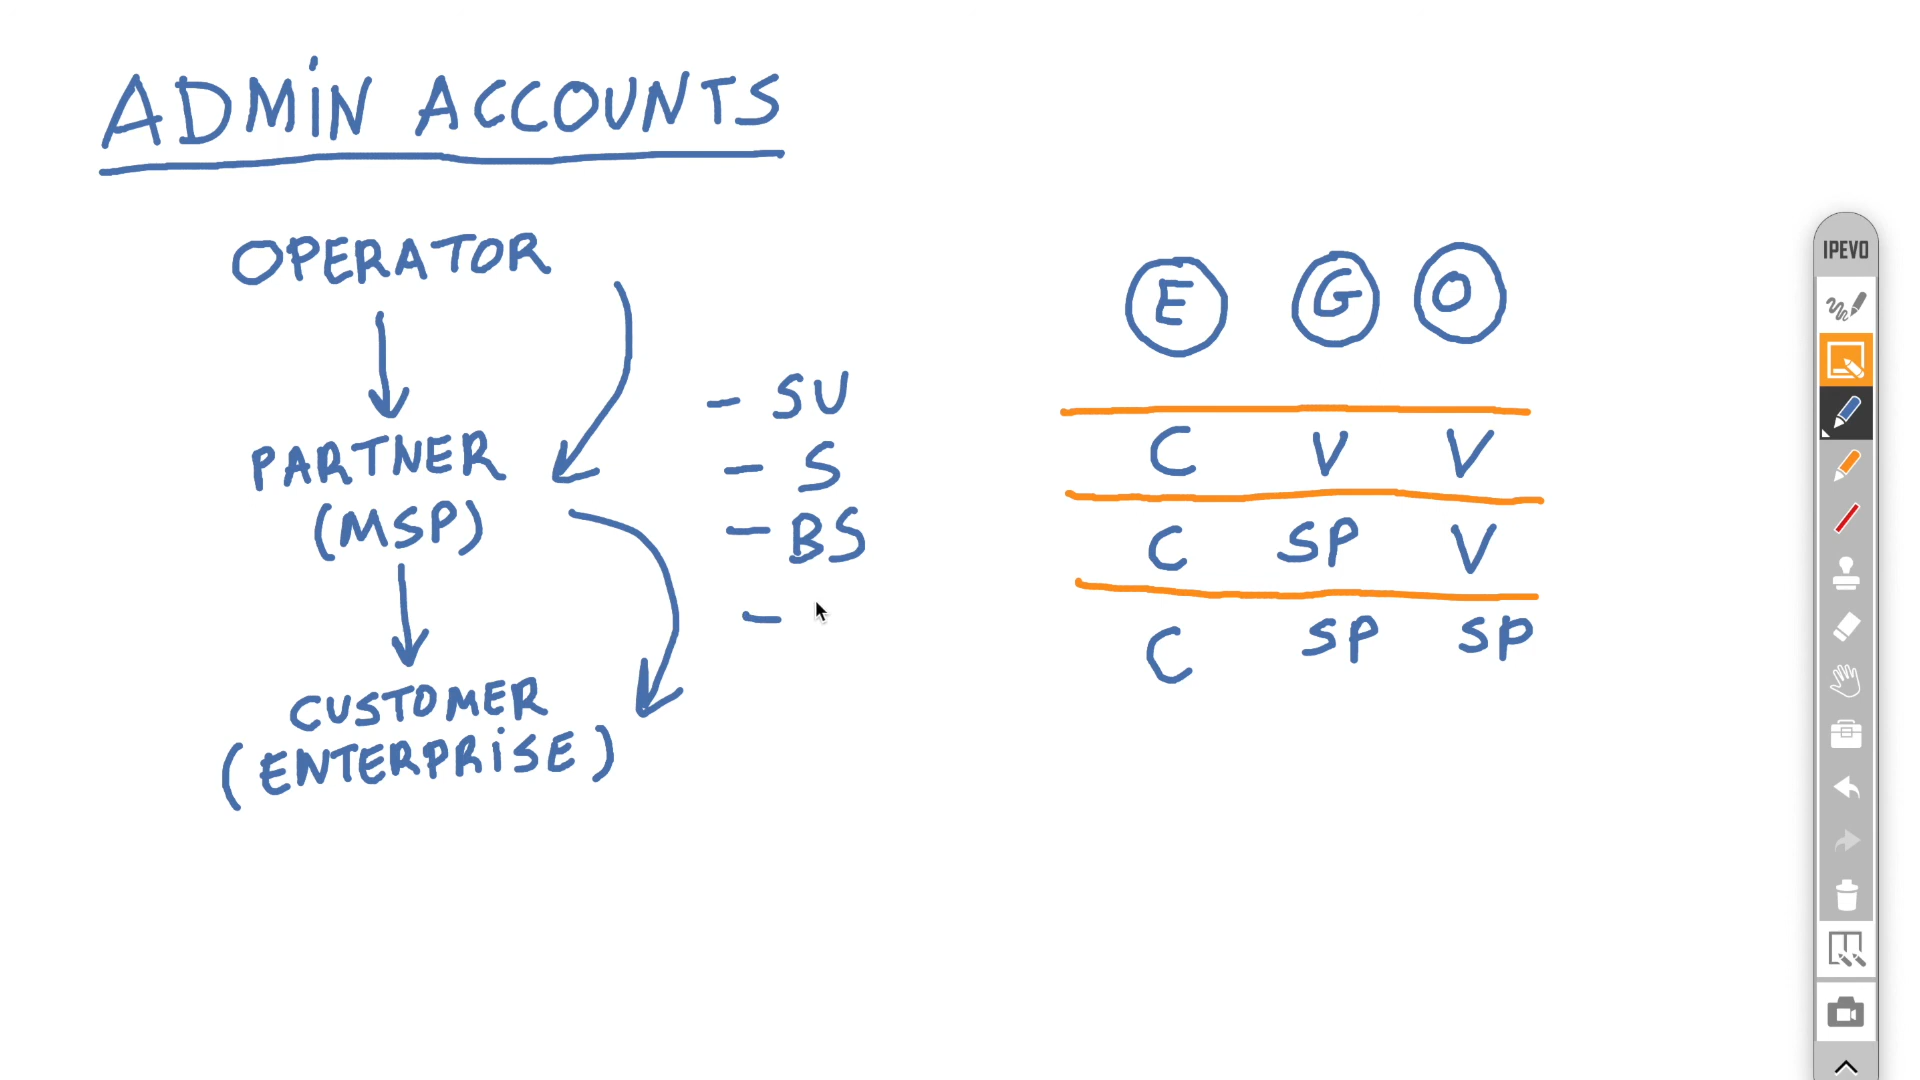 ADMIN ACCOUNTS
OPERATOR
PARTNER
(MSP)
CUSTOMER
(ENTERPRISE)
- SU
- S
- BS
-
E G O
C V V
C SP V
C SP SP
IPEVO